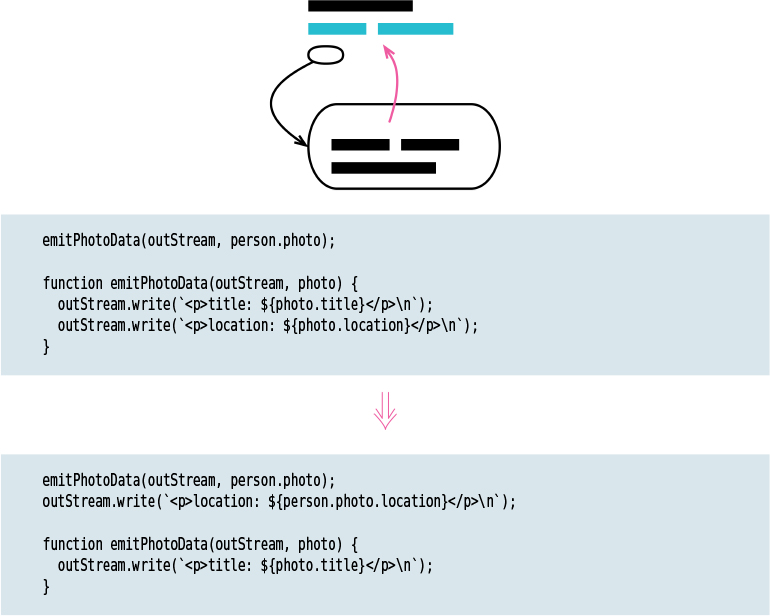 emitPhotoData(outStream, person.photo);
function emitPhotoData(outStream, photo) {
outStream.write(`<p>title: ${photo.title}</p>\n`);
outStream.write(`<p>location: ${photo.location}</p>\n`);
}
emitPhotoData(outStream, person.photo);
outStream.write(`<p>location: ${person.photo.location}</p>\n`);
function emitPhotoData(outStream, photo) {
outStream.write(`<p>title: ${photo.title}</p>\n`);
}